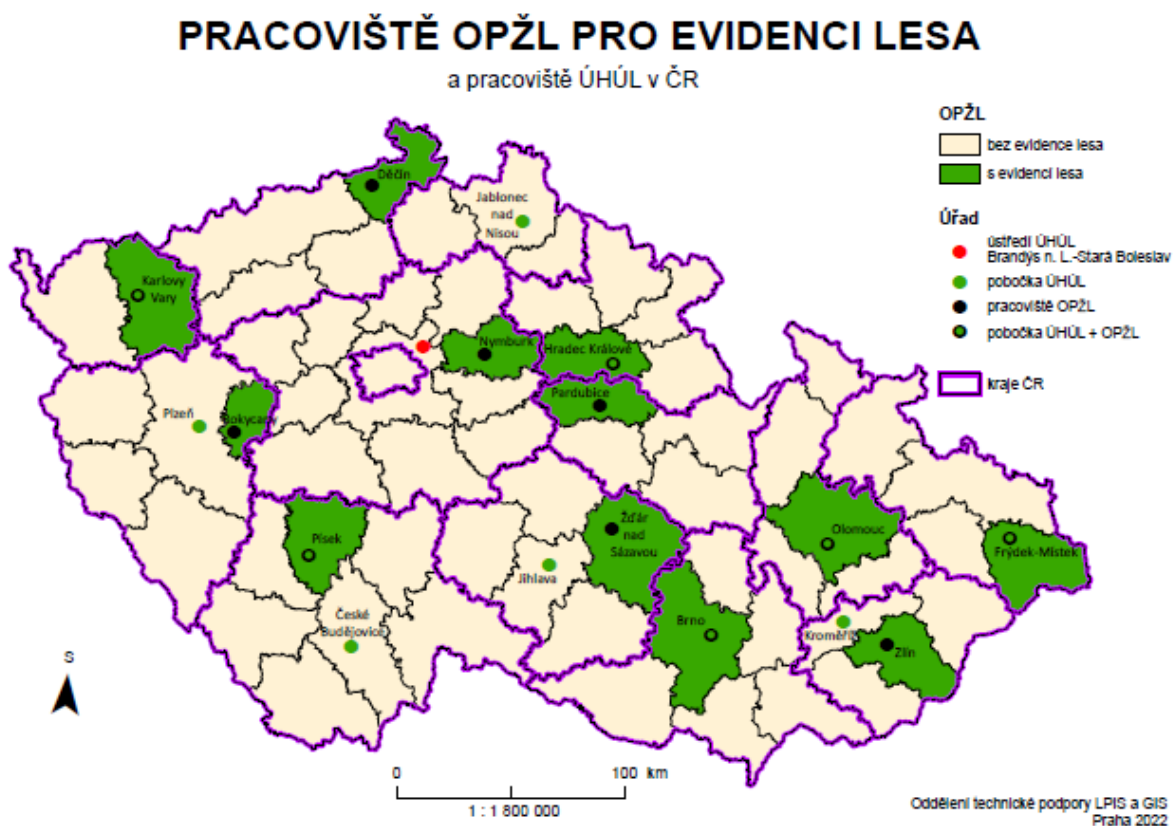 PRACOVIŠTĚ OPŽL PRO EVIDENCI LESA
a pracoviště ÚHÚL v ČR
OPŽL
bez evidence lesa
s evidencí lesa
Úřad
ústředí ÚHÚL
Brandýs n. L.-Stará Boleslav
pobočka ÚHÚL
pracoviště OPŽL
pobočka ÚHÚL + OPŽL
kraje ČR
Děčín
Jablonec
nad
Nisou
Karlovy
Vary
Nymburk
Hradec Králové
Pardubice
Plzeň
Rokycany
Písek
Žďár
nad
Sázavou
Olomouc
Frýdek-Místek
Jihlava
České
Budějovice
Brno
Kroměříž
Zlín
S
0
100 km
1 : 1 800 000
Oddělení technické podpory LPIS a GIS
Praha 2022